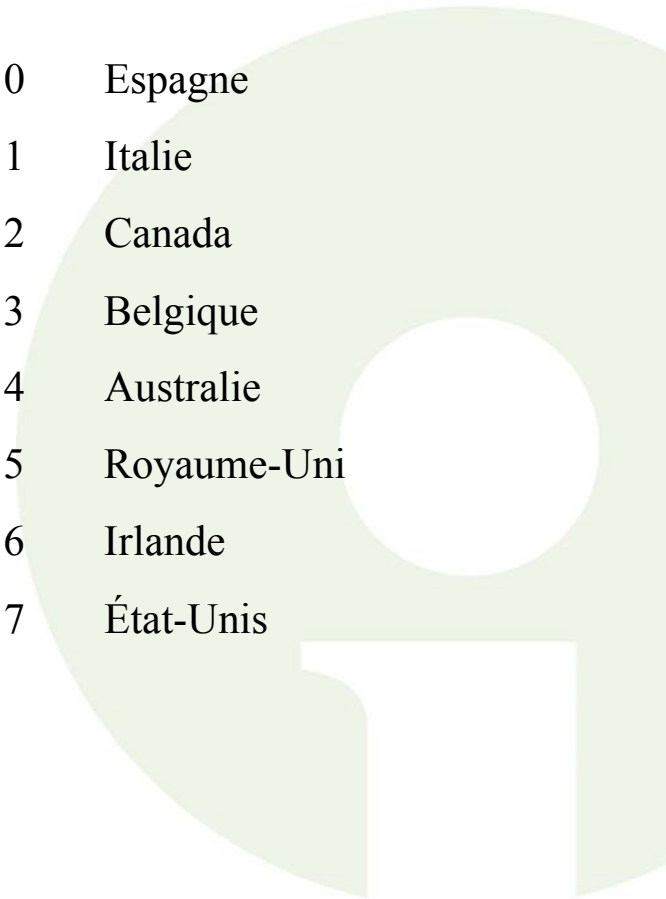 0 Espagne
1 Italie
2 Canada
3 Belgique
4 Australie
5 Royaume-Uni
6 Irlande
7 État-Unis